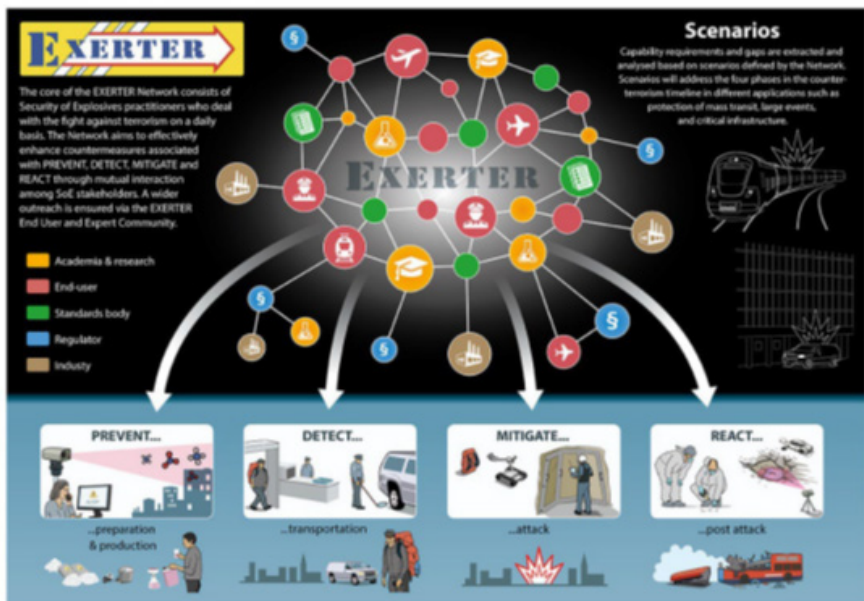 EXERTER
The core of the EXERTER Network consists of
Security of Explosives practitioners who deal
with the fight against terrorism on a daily
basis. The Network aims to effectively
enhance countermeasures associated
with PREVENT, DETECT, MITIGATE and
REACT through mutual interaction
among SoE stakeholders. A wider
outreach is ensured via the EXERTER
End User and Expert Community.
Academia & research
End-user
Standards body
Regulator
Industy
§
EXERTER
§
§
§
§
Scenarios
Capability requirements and gaps are extracted and
analysed based on scenarios defined by the Network.
Scenarios will address the four phases in the counter-
terrorism timeline in different applications such as
protection of mass transit, large events,
and critical infrastructure.
PREVENT...
...preparation
& production
DETECT...
...transportation
MITIGATE...
...attack
REACT...
...post attack